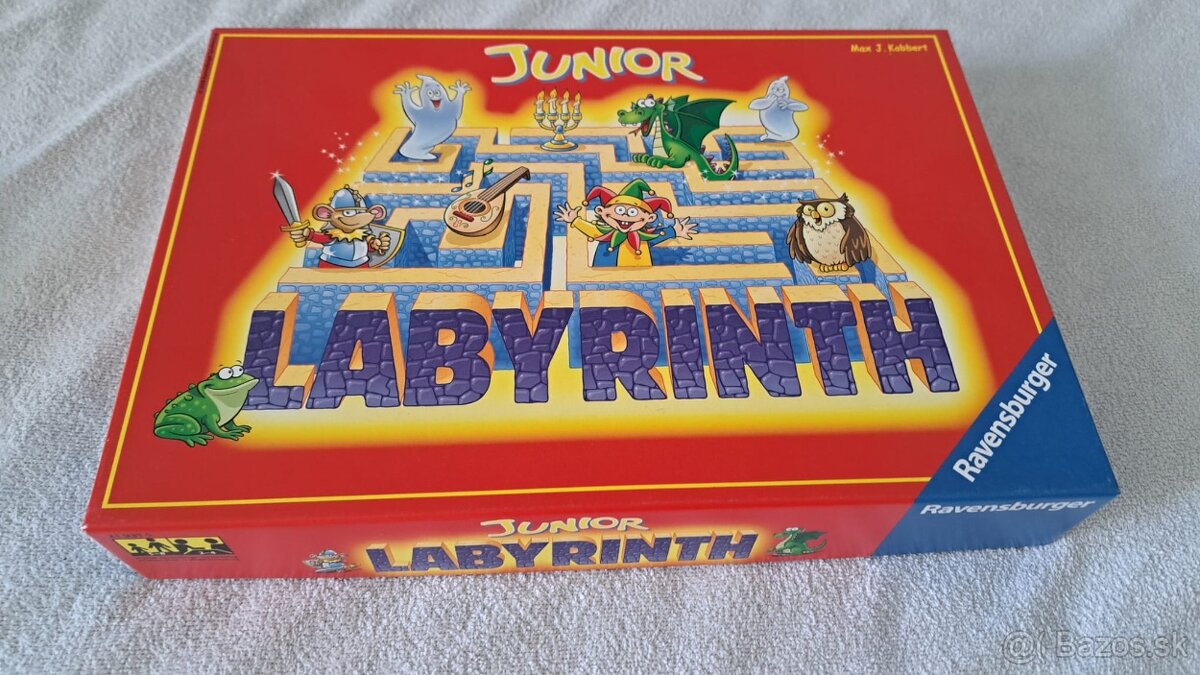 JUNIOR
Max J. Kobbert
LABYRINTH
Ravensburger
Ravensburger
JUNIOR
LABYRINTH
@i Bazos.sk